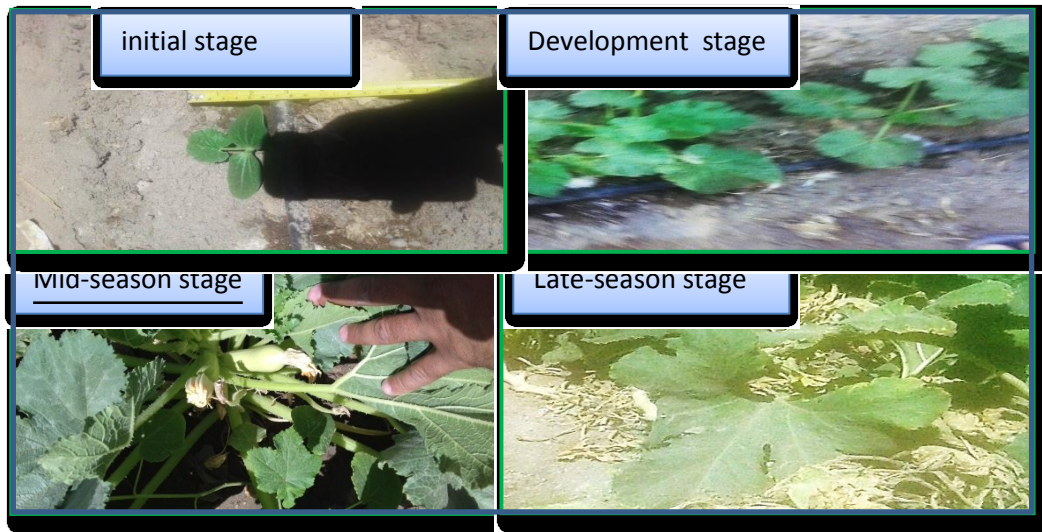 initial stage
Development stage
Mid-season stage
Late-season stage